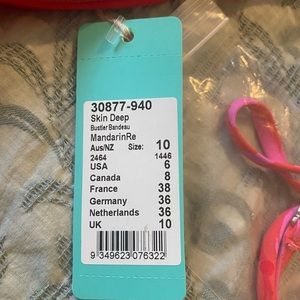 30877-940
Skin Deep
Bustier Bandeau
MandarinRe
Aus/NZ Size: 10
2464 1446
USA 6
Canada 8
France 38
Germany 36
Netherlands 36
UK 10
9 349623 076322